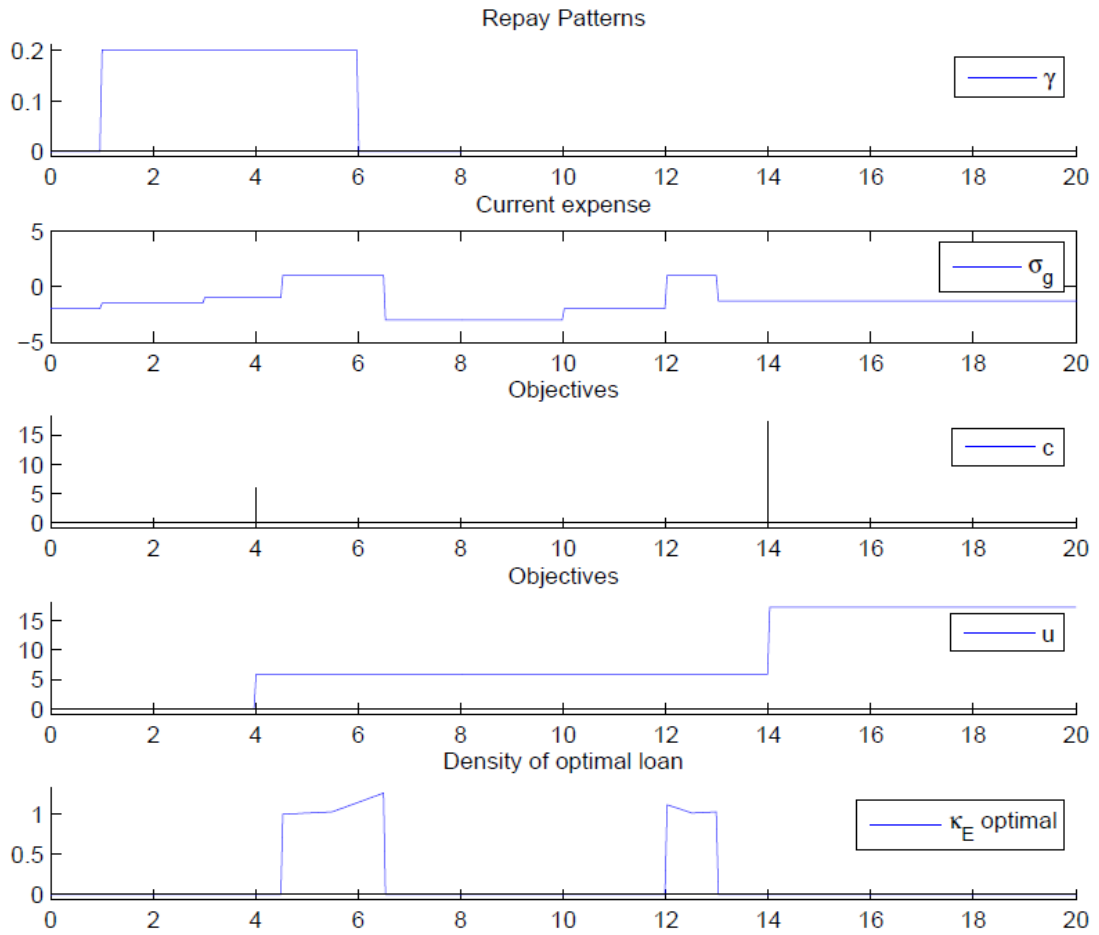 Repay Patterns
0.2
0.1
0
γ
0 2 4 6 8 10 12 14 16 18 20
Current expense
5
0
−5
σ_g
0 2 4 6 8 10 12 14 16 18 20
Objectives
15
10
5
0
c
0 2 4 6 8 10 12 14 16 18 20
Objectives
15
10
5
0
u
0 2 4 6 8 10 12 14 16 18 20
Density of optimal loan
1
0.5
0
κ_E optimal
0 2 4 6 8 10 12 14 16 18 20